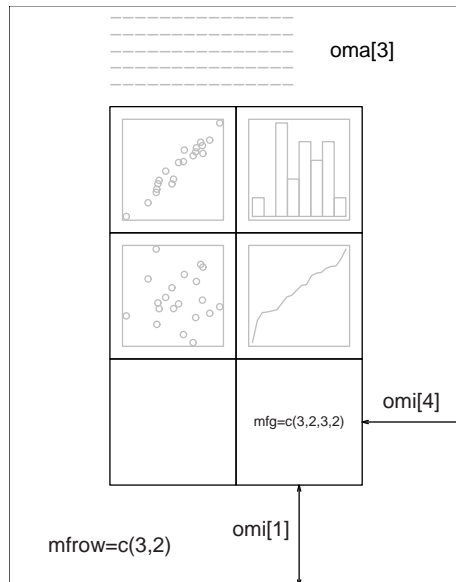 oma[3]
omi[4]
mfg=c(3,2,3,2)
omi[1]
mfrow=c(3,2)